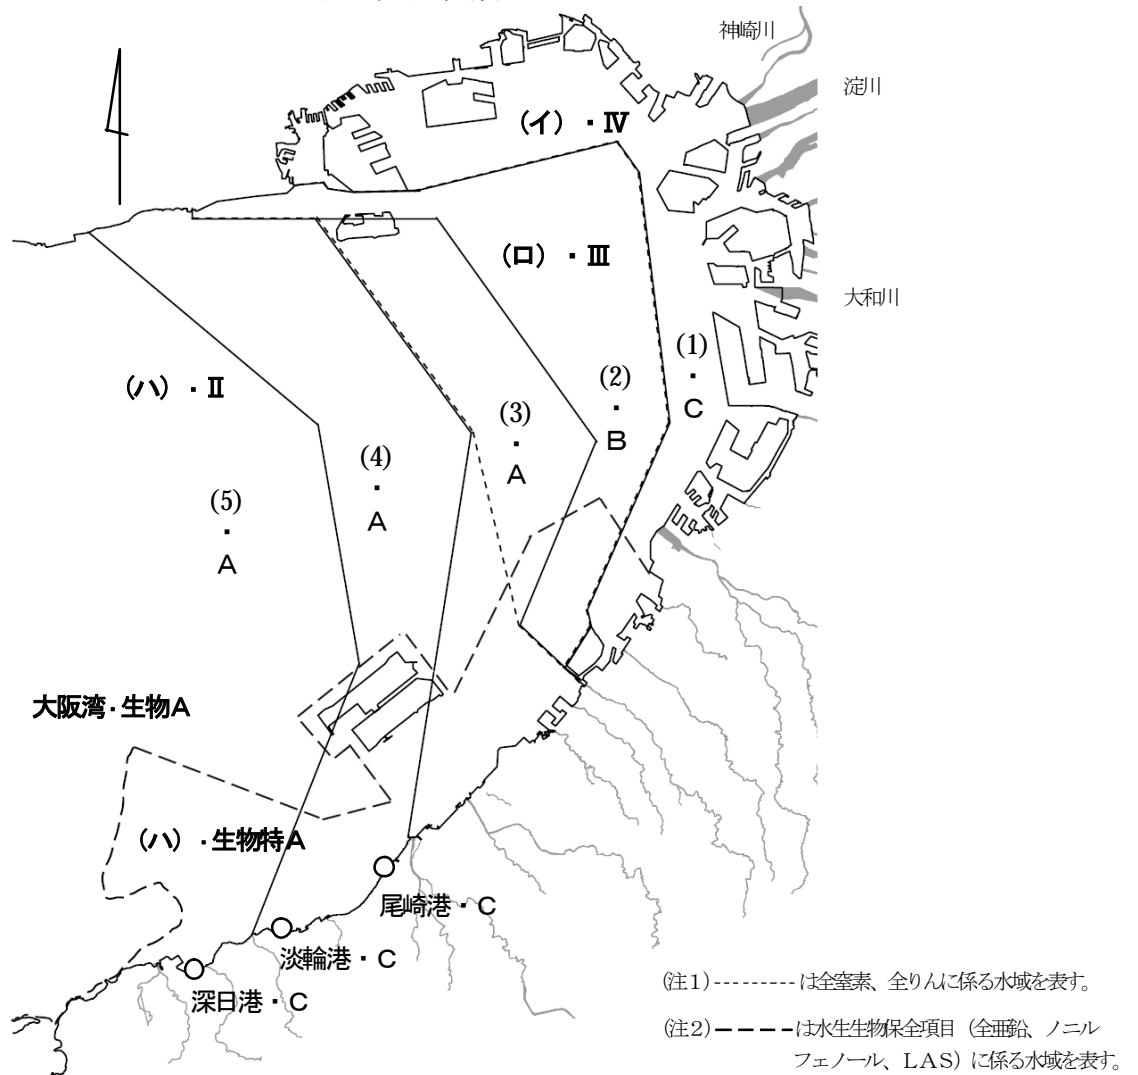 神崎川
淀川
(イ)・Ⅳ
(ロ)・Ⅲ
大和川
(1)
・
C
(2)
・
B
(ハ)・Ⅱ
(3)
・
A
(4)
・
A
(5)
・
A
大阪湾・生物A
(ハ)・生物特A
尾崎港・C
淡輪港・C
深日港・C
(注1)---------は全窒素、全りんに係る水域を表す。
(注2)－－－－は水生生物保全項目(全亜鉛、ノニル
フェノール、LAS)に係る水域を表す。